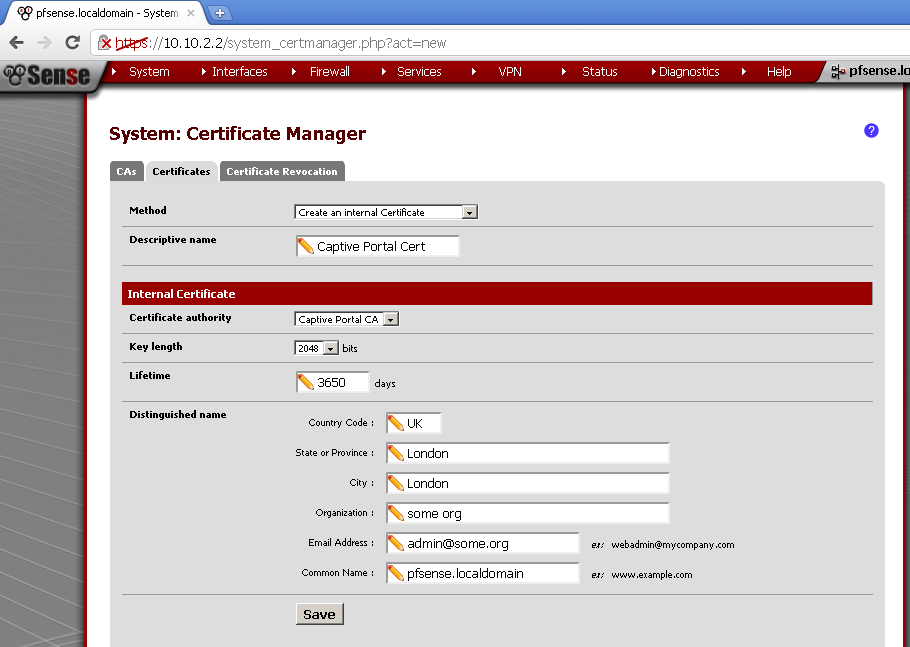 pfsense.localdomain - System
https://10.10.2.2/system_certmanager.php?act=new
Sense System Interfaces Firewall Services VPN Status Diagnostics Help pfsense.lo
System: Certificate Manager
?
CAs Certificates Certificate Revocation
Method Create an internal Certificate
Descriptive name Captive Portal Cert
Internal Certificate
Certificate authority Captive Portal CA
Key length 2048 bits
Lifetime 3650 days
Distinguished name
Country Code : UK
State or Province : London
City : London
Organization : some org
Email Address : admin@some.org ex: webadmin@mycompany.com
Common Name : pfsense.localdomain ex: www.example.com
Save